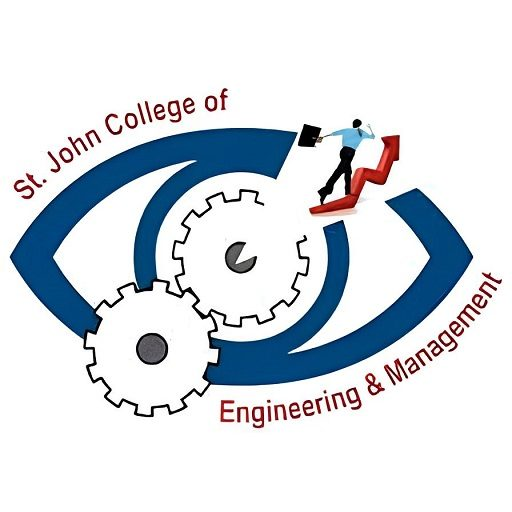 St. John College of
Engineering & Management